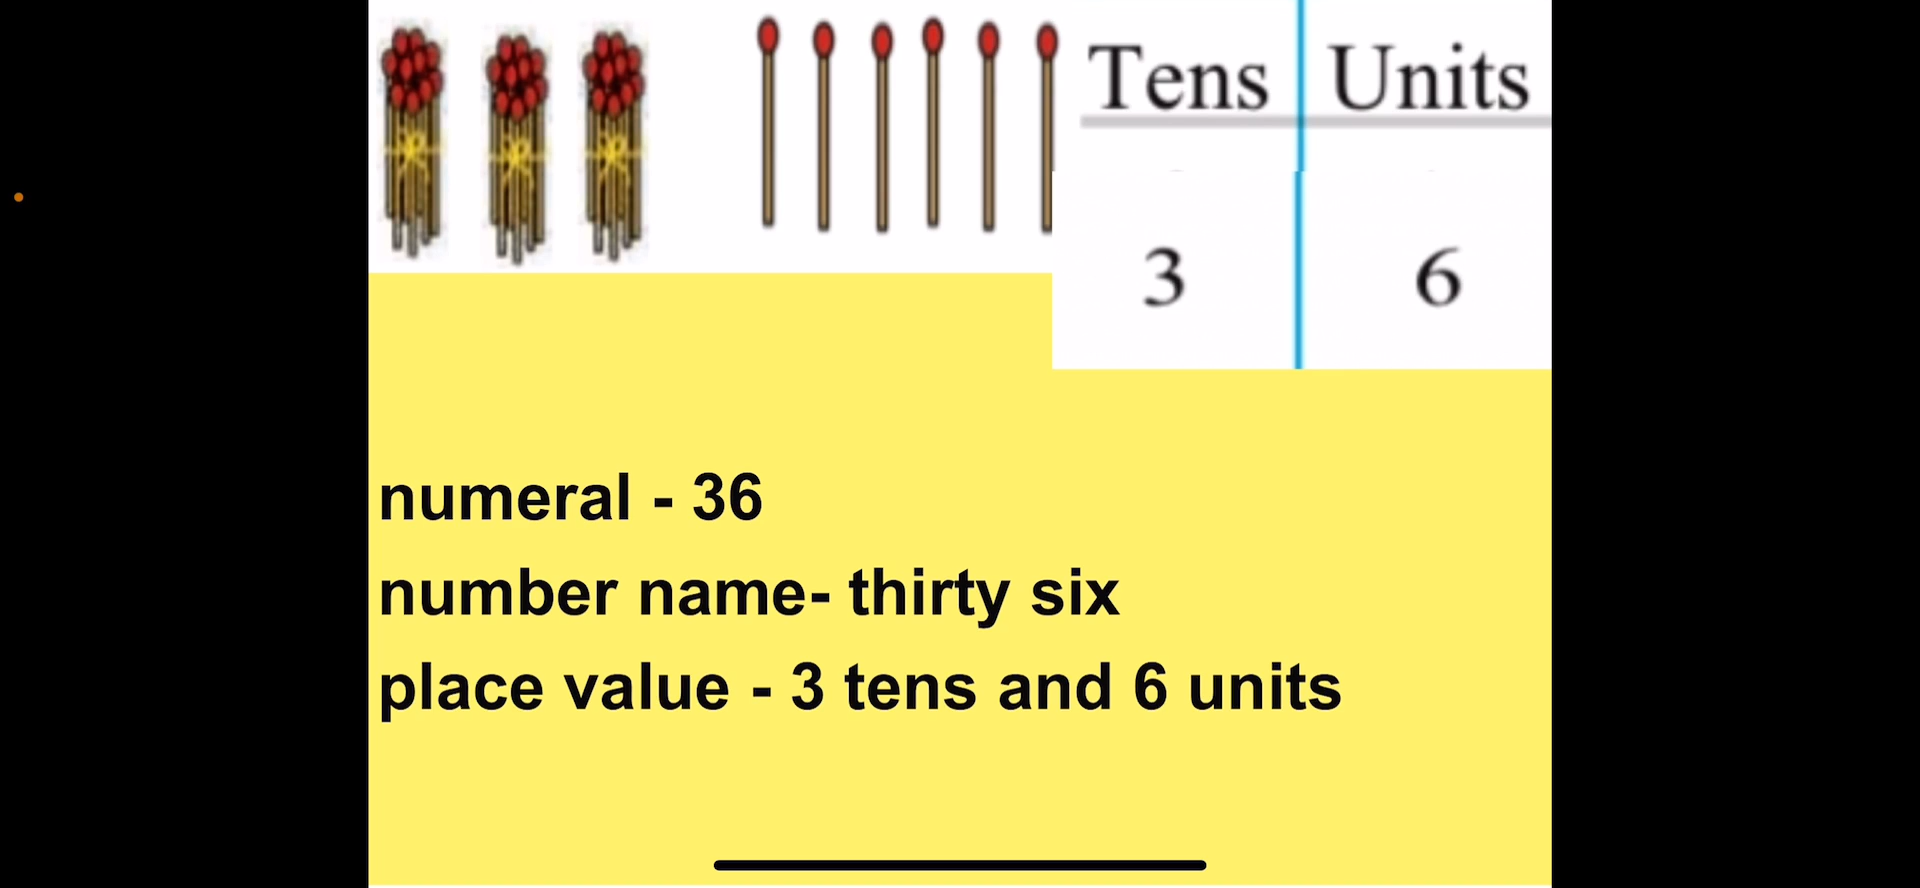 Tens Units
3 6
numeral - 36
number name- thirty six
place value - 3 tens and 6 units